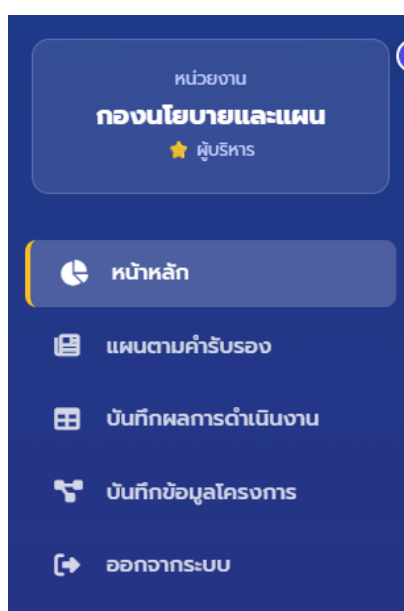 หน่วยงาน
กองนโยบายและแผน
ผู้บริหาร
หน้าหลัก
แผนตามคำรับรอง
บันทึกผลการดำเนินงาน
บันทึกข้อมูลโครงการ
ออกจากระบบ